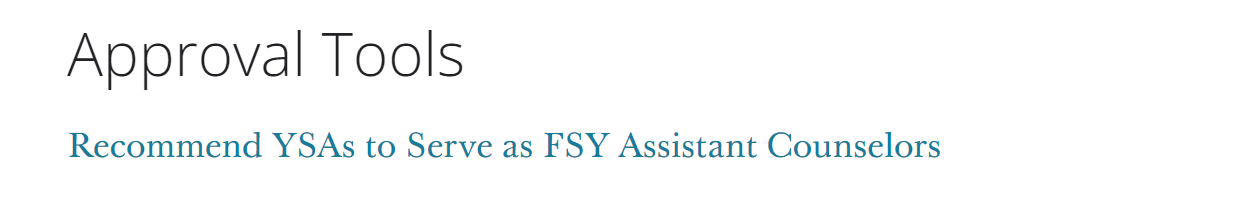 Approval Tools
Recommend YSAs to Serve as FSY Assistant Counselors